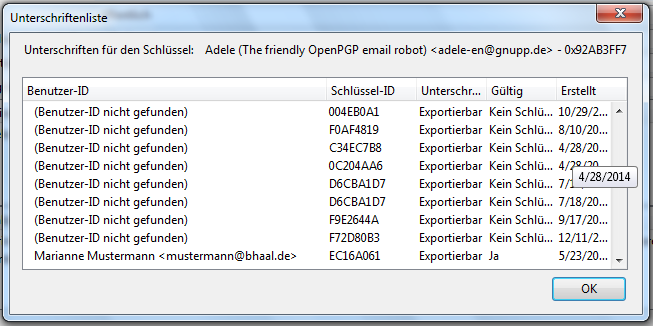 Unterschriftenliste
Unterschriften für den Schlüssel: Adele (The friendly OpenPGP email robot) <adele-en@gnupp.de> - 0x92AB3FF7
Benutzer-ID Schlüssel-ID Unterschr... Gültig Erstellt
(Benutzer-ID nicht gefunden) 004EB0A1 Exportierbar Kein Schlü... 10/29/2...
(Benutzer-ID nicht gefunden) F0AF4819 Exportierbar Kein Schlü... 8/10/20...
(Benutzer-ID nicht gefunden) C34EC7B8 Exportierbar Kein Schlü... 4/28/20...
(Benutzer-ID nicht gefunden) 0C204AA6 Exportierbar Kein Schlü... 4/28/20...
4/28/2014
(Benutzer-ID nicht gefunden) D6CBA1D7 Exportierbar Kein Schlü...
(Benutzer-ID nicht gefunden) D6CBA1D7 Exportierbar Kein Schlü... 7/18/20...
(Benutzer-ID nicht gefunden) F9E2644A Exportierbar Kein Schlü... 9/17/20...
(Benutzer-ID nicht gefunden) F72D80B3 Exportierbar Kein Schlü... 12/11/2...
Marianne Mustermann <mustermann@bhaal.de> EC16A061 Exportierbar Ja 5/23/20...
OK